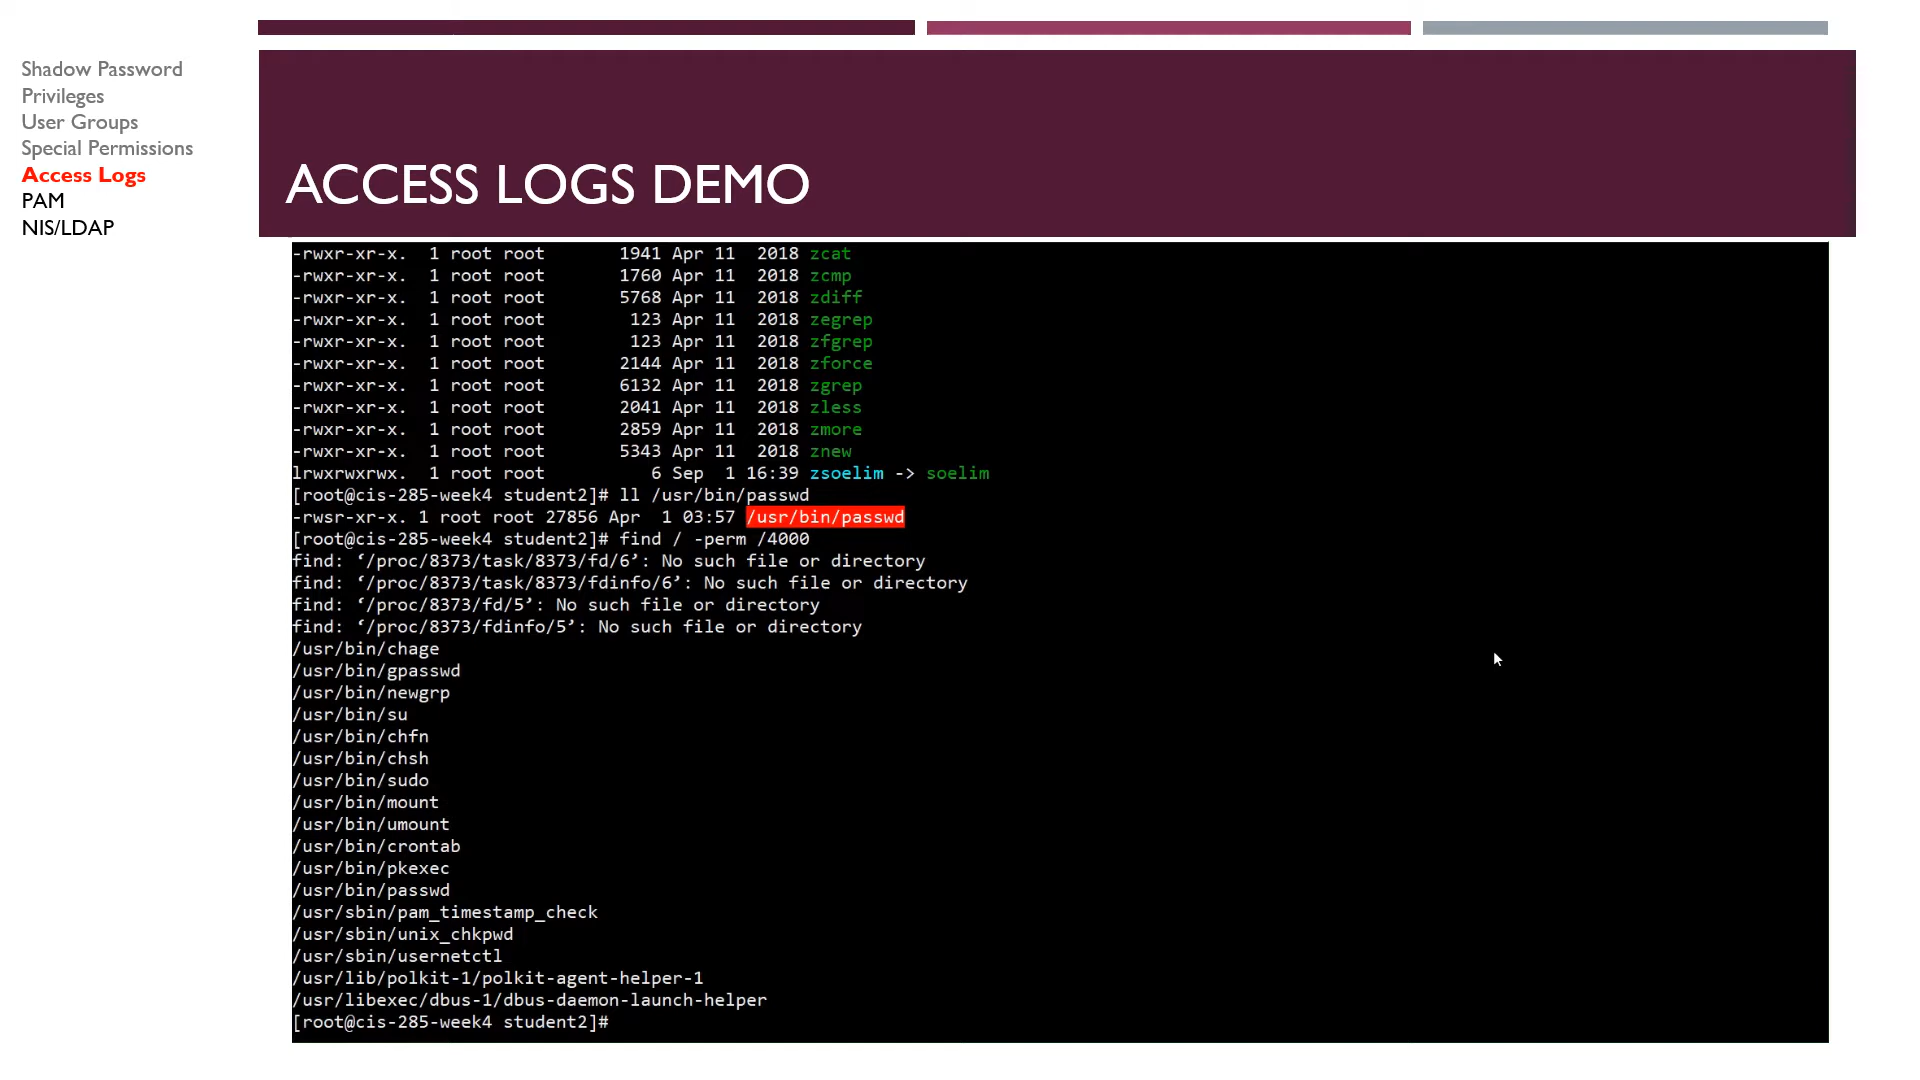 Shadow Password
Privileges
User Groups
Special Permissions
Access Logs
PAM
NIS/LDAP
ACCESS LOGS DEMO
-rwxr-xr-x.  1 root root       1941 Apr 11  2018 zcat
-rwxr-xr-x.  1 root root       1760 Apr 11  2018 zcmp
-rwxr-xr-x.  1 root root       5768 Apr 11  2018 zdiff
-rwxr-xr-x.  1 root root        123 Apr 11  2018 zegrep
-rwxr-xr-x.  1 root root        123 Apr 11  2018 zfgrep
-rwxr-xr-x.  1 root root       2144 Apr 11  2018 zforce
-rwxr-xr-x.  1 root root       6132 Apr 11  2018 zgrep
-rwxr-xr-x.  1 root root       2041 Apr 11  2018 zless
-rwxr-xr-x.  1 root root       2859 Apr 11  2018 zmore
-rwxr-xr-x.  1 root root       5343 Apr 11  2018 znew
lrwxrwxrwx.  1 root root          6 Sep  1 16:39 zsoelim -> soelim
[root@cis-285-week4 student2]# ll /usr/bin/passwd
-rwsr-xr-x. 1 root root 27856 Apr  1 03:57 /usr/bin/passwd
[root@cis-285-week4 student2]# find / -perm /4000
find: ‘/proc/8373/task/8373/fd/6’: No such file or directory
find: ‘/proc/8373/task/8373/fdinfo/6’: No such file or directory
find: ‘/proc/8373/fd/5’: No such file or directory
find: ‘/proc/8373/fdinfo/5’: No such file or directory
/usr/bin/chage
/usr/bin/gpasswd
/usr/bin/newgrp
/usr/bin/su
/usr/bin/chfn
/usr/bin/chsh
/usr/bin/sudo
/usr/bin/mount
/usr/bin/umount
/usr/bin/crontab
/usr/bin/pkexec
/usr/bin/passwd
/usr/sbin/pam_timestamp_check
/usr/sbin/unix_chkpwd
/usr/sbin/usernetctl
/usr/lib/polkit-1/polkit-agent-helper-1
/usr/libexec/dbus-1/dbus-daemon-launch-helper
[root@cis-285-week4 student2]#